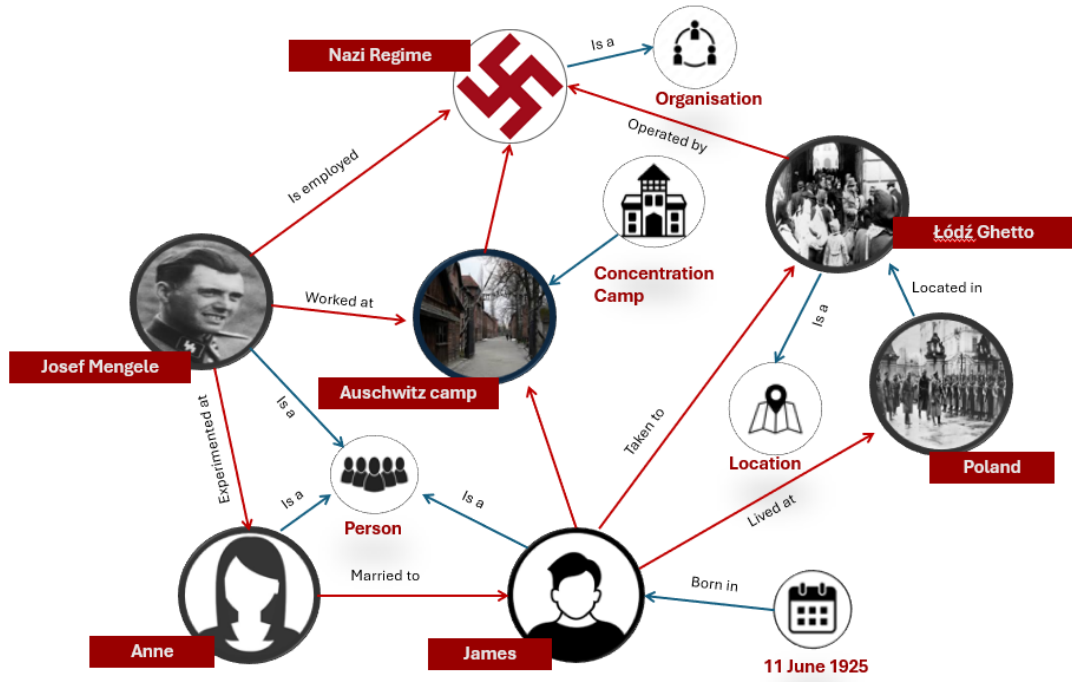 Nazi Regime
Is a
Organisation
Operated by
Is employed
Łódź Ghetto
Concentration
Camp
Located in
Worked at
Is a
Josef Mengele
Auschwitz camp
Is a
Taken to
Experimented at
Location
Poland
Is a
Is a
Lived at
Person
Married to
Born in
Anne
James
11 June 1925